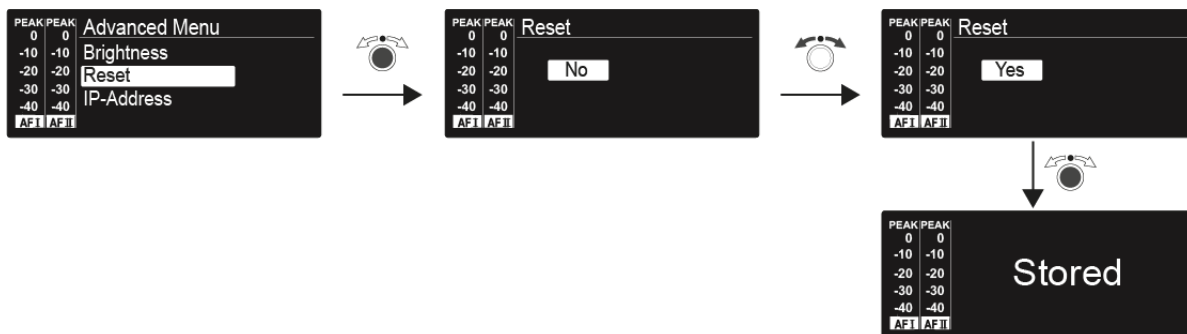 PEAK PEAK Advanced Menu
0 0
-10 -10 Brightness
-20 -20 Reset
-30 -30 IP-Address
-40 -40
AF I AF II
PEAK PEAK Reset
0 0
-10 -10
-20 -20 No
-30 -30
-40 -40
AF I AF II
PEAK PEAK Reset
0 0
-10 -10
-20 -20 Yes
-30 -30
-40 -40
AF I AF II
PEAK PEAK
0 0
-10 -10
-20 -20 Stored
-30 -30
-40 -40
AF I AF II